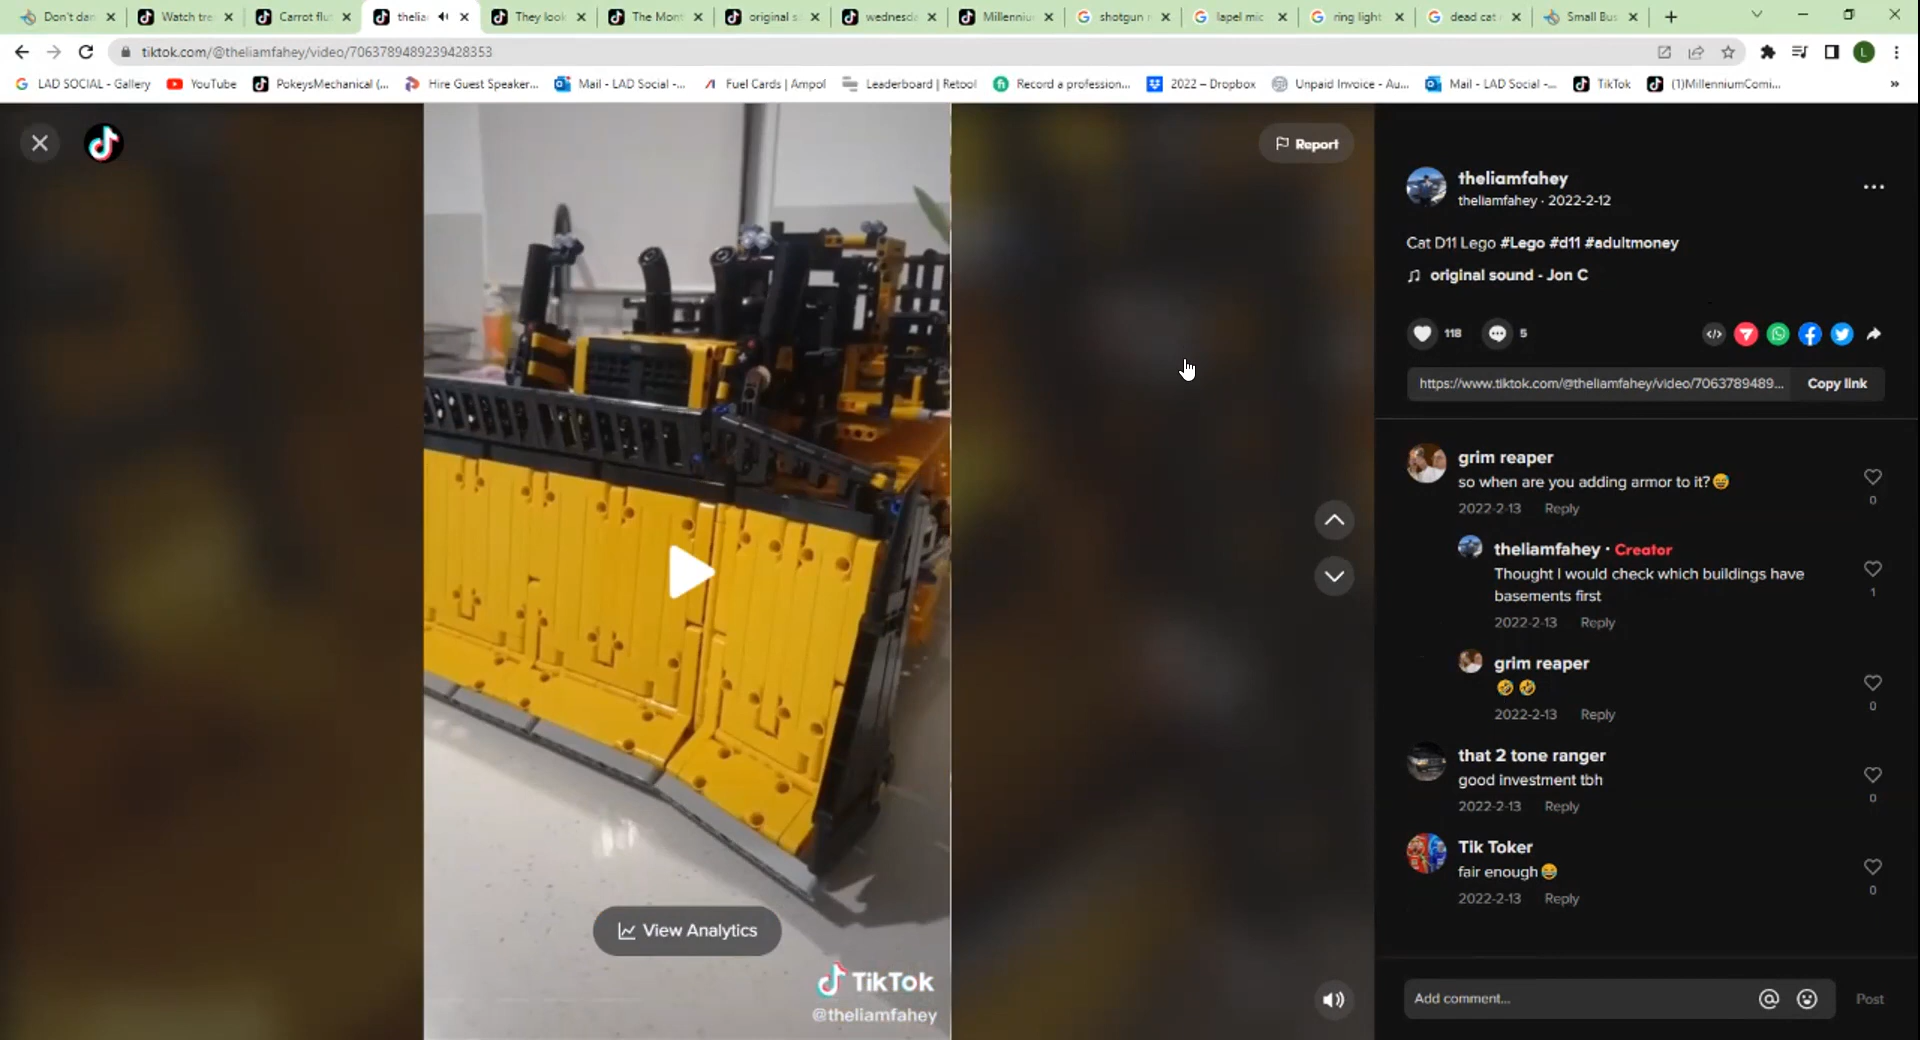 Don't dar
Watch tre
Carrot flu
thelia
They look
The Mont
original s
wednesda
Millenniu
shotgun
lapel mic
ring light
dead cat
Small Bus
tiktok.com/@theliamfahey/video/7063789489239428353
L
LAD SOCIAL - Gallery
YouTube
PokeysMechanical (...
Hire Guest Speaker...
Mail - LAD Social -...
Fuel Cards | Ampol
Leaderboard | Retool
Record a profession...
2022 – Dropbox
Unpaid Invoice - Au...
Mail - LAD Social -...
TikTok
(1)MillenniumComi...
»
Report
theliamfahey
theliamfahey · 2022-2-12
Cat D11 Lego #Lego #d11 #adultmoney
original sound - Jon C
118
5
https://www.tiktok.com/@theliamfahey/video/7063789489...
Copy link
grim reaper
so when are you adding armor to it?😅
0
2022-2-13 Reply
theliamfahey · Creator
Thought I would check which buildings have
basements first
1
2022-2-13 Reply
grim reaper
🤣 🤣
0
2022-2-13 Reply
that 2 tone ranger
good investment tbh
0
2022-2-13 Reply
Tik Toker
fair enough😂
0
2022-2-13 Reply
View Analytics
TikTok
@theliamfahey
Add comment...
@
Post